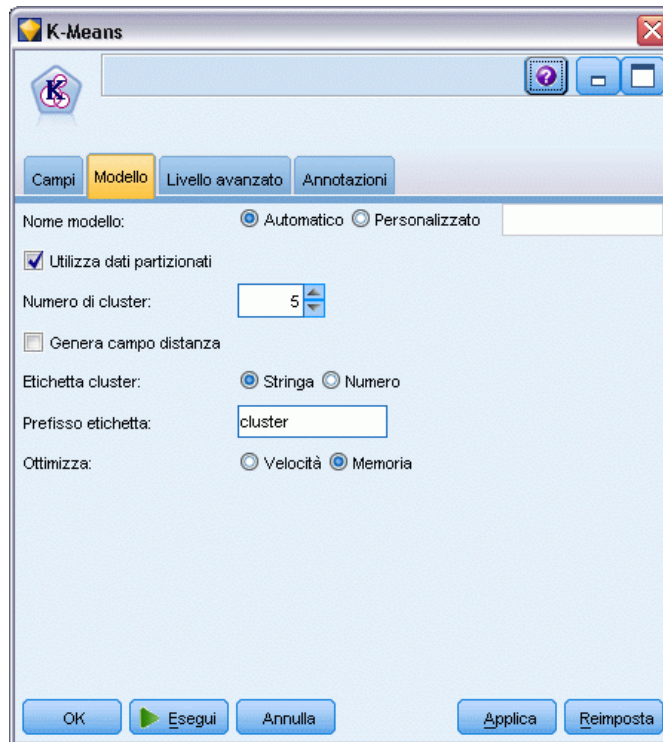 K-Means
Campi Modello Livello avanzato Annotazioni
Nome modello: Automatico Personalizzato
Utilizza dati partizionati
Numero di cluster: 5
Genera campo distanza
Etichetta cluster: Stringa Numero
Prefisso etichetta: cluster
Ottimizza: Velocità Memoria
OK Esegui Annulla Applica Reimposta